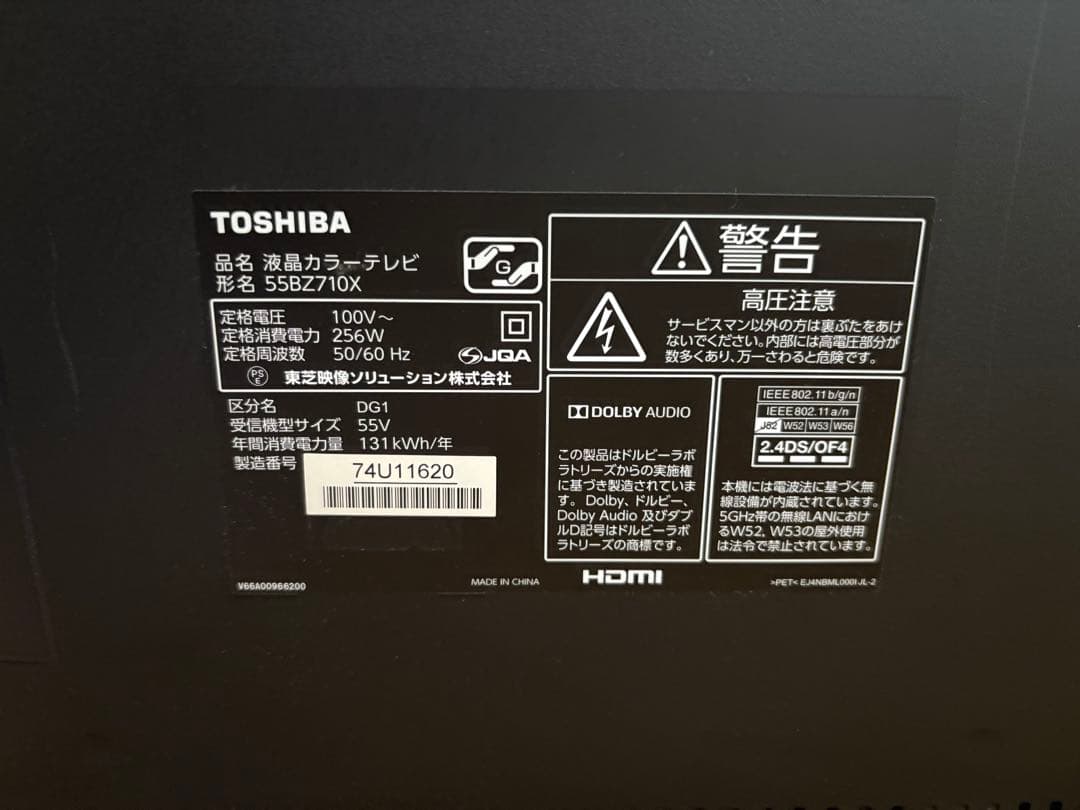 TOSHIBA
品名 液晶カラーテレビ
形名 55BZ710X
G
定格電圧 100V～
定格消費電力 256W
定格周波数 50/60 Hz
JQA
PSE
東芝映像ソリューション株式会社
区分名 DG1
受信機型サイズ 55V
年間消費電力量 131kWh/年
製造番号 74U11620
V66A00966200
MADE IN CHINA
警告
高圧注意
サービスマン以外の方は裏ぶたをあけ
ないでください。内部には高電圧部分が
数多くあり、万一さわると危険です。
DOLBY AUDIO
この製品はドルビーラボ
ラトリーズからの実施権
に基づき製造されていま
す。Dolby、ドルビー、
Dolby Audio 及びダブ
ルD記号はドルビーラボ
ラトリーズの商標です。
HDMI
IEEE802.11b/g/n
IEEE802.11a/n
J52 W52 W53 W56
2.4DS/OF4
本機には電波法に基づく無
線設備が内蔵されています。
5GHz帯の無線LANにおけ
るW52、W53の屋外使用
は法令で禁止されています。
>PET< EJ4NBML0001 JL-2